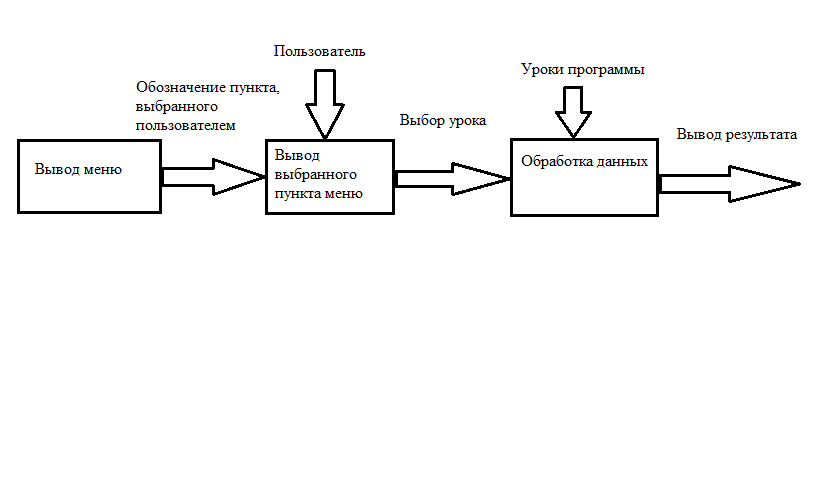 Пользователь
Уроки программы
Обозначение пункта,
выбранного
пользователем
Выбор урока
Вывод результата
Вывод меню
Вывод
выбранного
пункта меню
Обработка данных